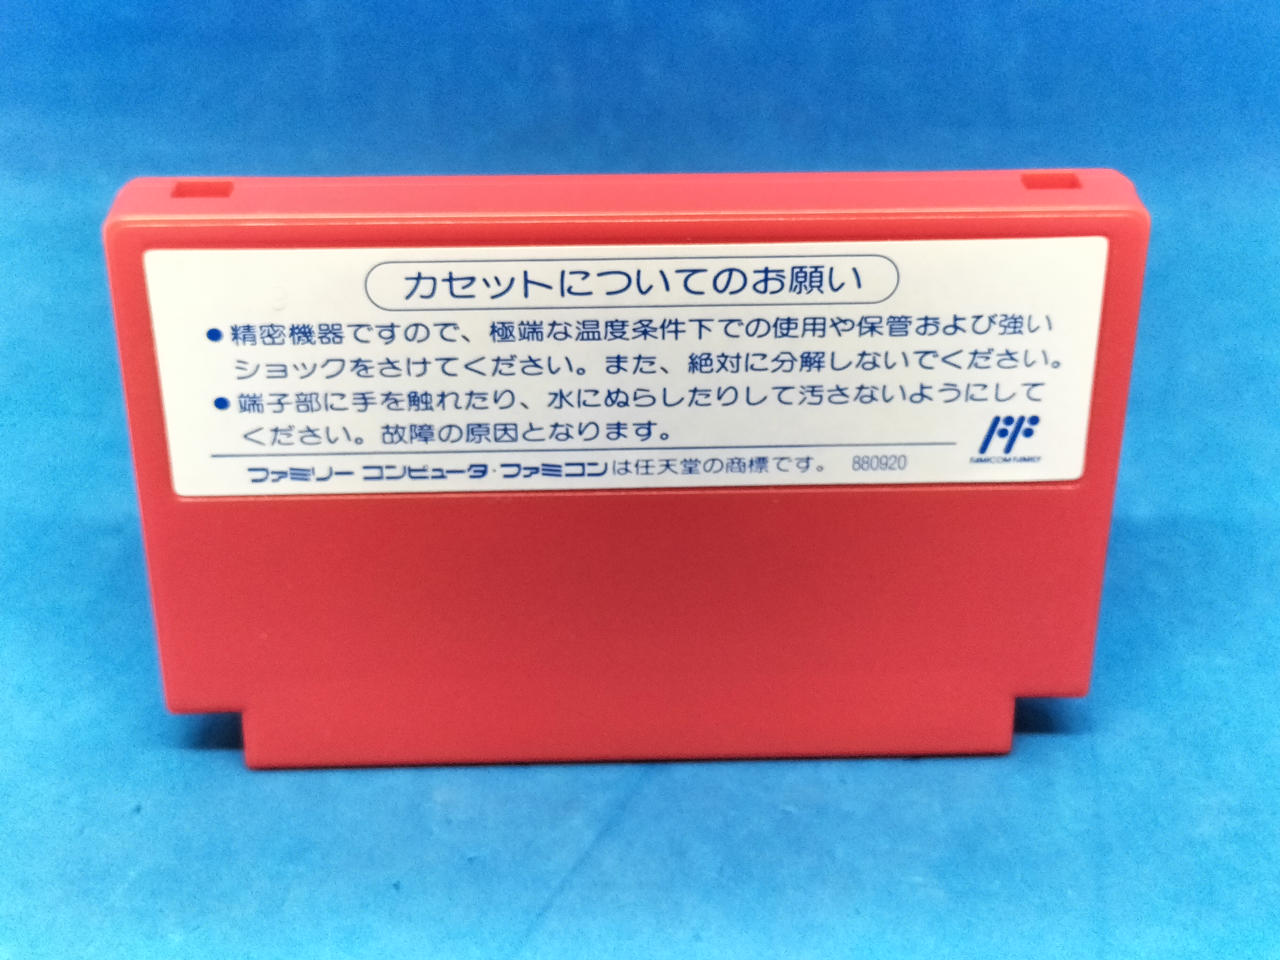 カセットについてのお願い
●精密機器ですので、極端な温度条件下での使用や保管および強い
ショックをさけてください。また、絶対に分解しないでください。
●端子部に手を触れたり、水にぬらしたりして汚さないようにして
ください。故障の原因となります。
FAMICOM FAMILY
ファミリーコンピュータ・ファミコンは任天堂の商標です。 880920